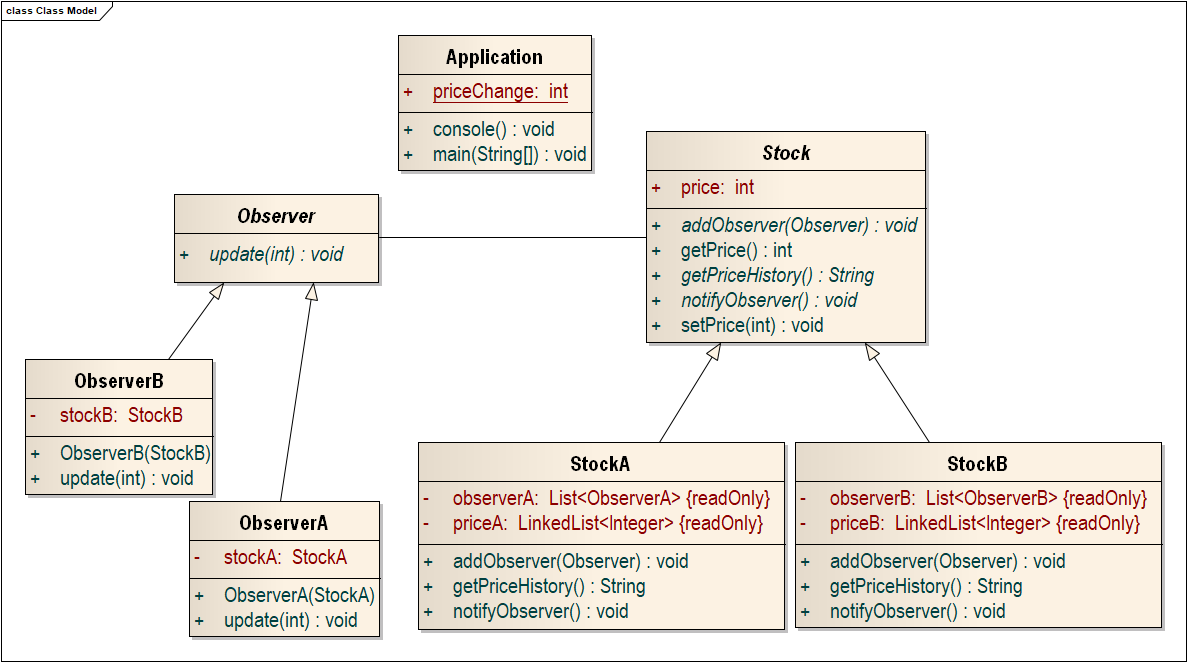 class Class Model
Application
+ priceChange: int
+ console() : void
+ main(String[]) : void
Stock
+ price: int
+ addObserver(Observer) : void
+ getPrice() : int
+ getPriceHistory() : String
+ notifyObserver() : void
+ setPrice(int) : void
Observer
+ update(int) : void
ObserverB
- stockB: StockB
+ ObserverB(StockB)
+ update(int) : void
ObserverA
- stockA: StockA
+ ObserverA(StockA)
+ update(int) : void
StockA
- observerA: List<ObserverA> {readOnly}
- priceA: LinkedList<Integer> {readOnly}
+ addObserver(Observer) : void
+ getPriceHistory() : String
+ notifyObserver() : void
StockB
- observerB: List<ObserverB> {readOnly}
- priceB: LinkedList<Integer> {readOnly}
+ addObserver(Observer) : void
+ getPriceHistory() : String
+ notifyObserver() : void